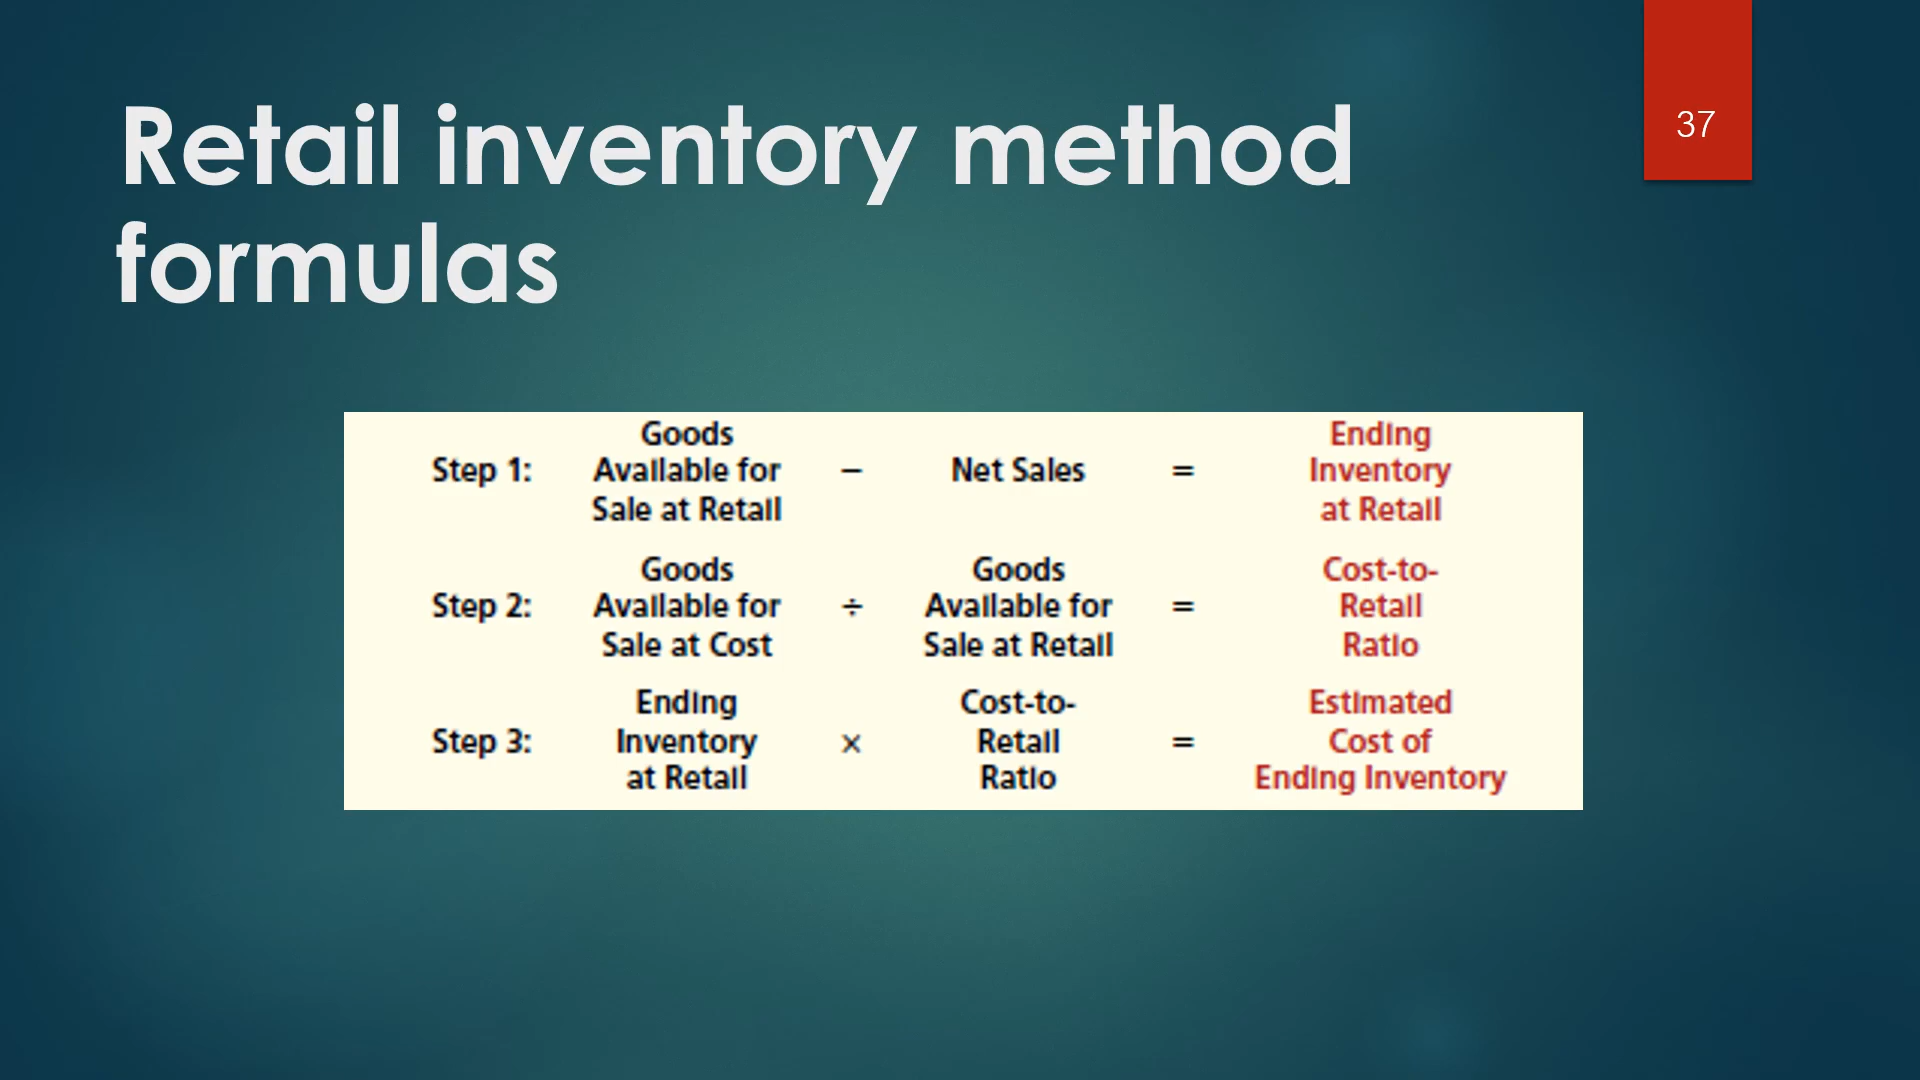 Retail inventory method
formulas
37
Goods
Available for
Sale at Retail
Step 1:
−
Net Sales
=
Ending
Inventory
at Retail
Goods
Available for
Sale at Cost
Step 2:
÷
Goods
Available for
Sale at Retail
=
Cost-to-
Retail
Ratio
Ending
Inventory
at Retail
Step 3:
×
Cost-to-
Retail
Ratio
=
Estimated
Cost of
Ending Inventory